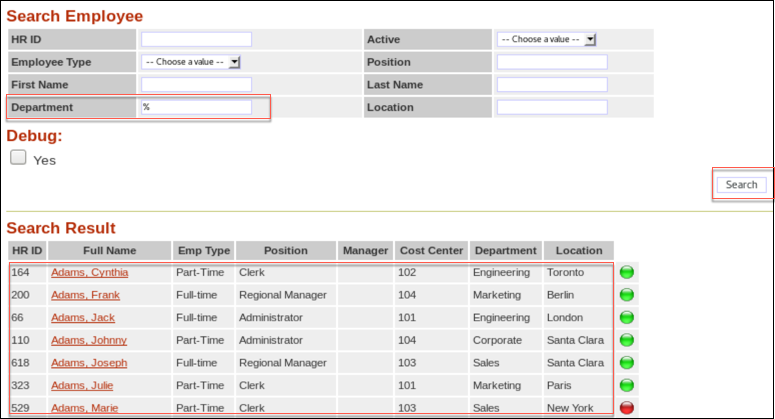 Search Employee
HR ID Active -- Choose a value --
Employee Type -- Choose a value -- Position
First Name Last Name
Department % Location
Debug:
Yes
Search
Search Result
HR ID Full Name Emp Type Position Manager Cost Center Department Location
164 Adams, Cynthia Part-Time Clerk 102 Engineering Toronto
200 Adams, Frank Full-time Regional Manager 104 Marketing Berlin
66 Adams, Jack Full-time Administrator 101 Engineering London
110 Adams, Johnny Part-Time Administrator 104 Corporate Santa Clara
618 Adams, Joseph Full-time Regional Manager 103 Sales Santa Clara
323 Adams, Julie Part-Time Clerk 101 Marketing Paris
529 Adams, Marie Part-Time Clerk 103 Sales New York